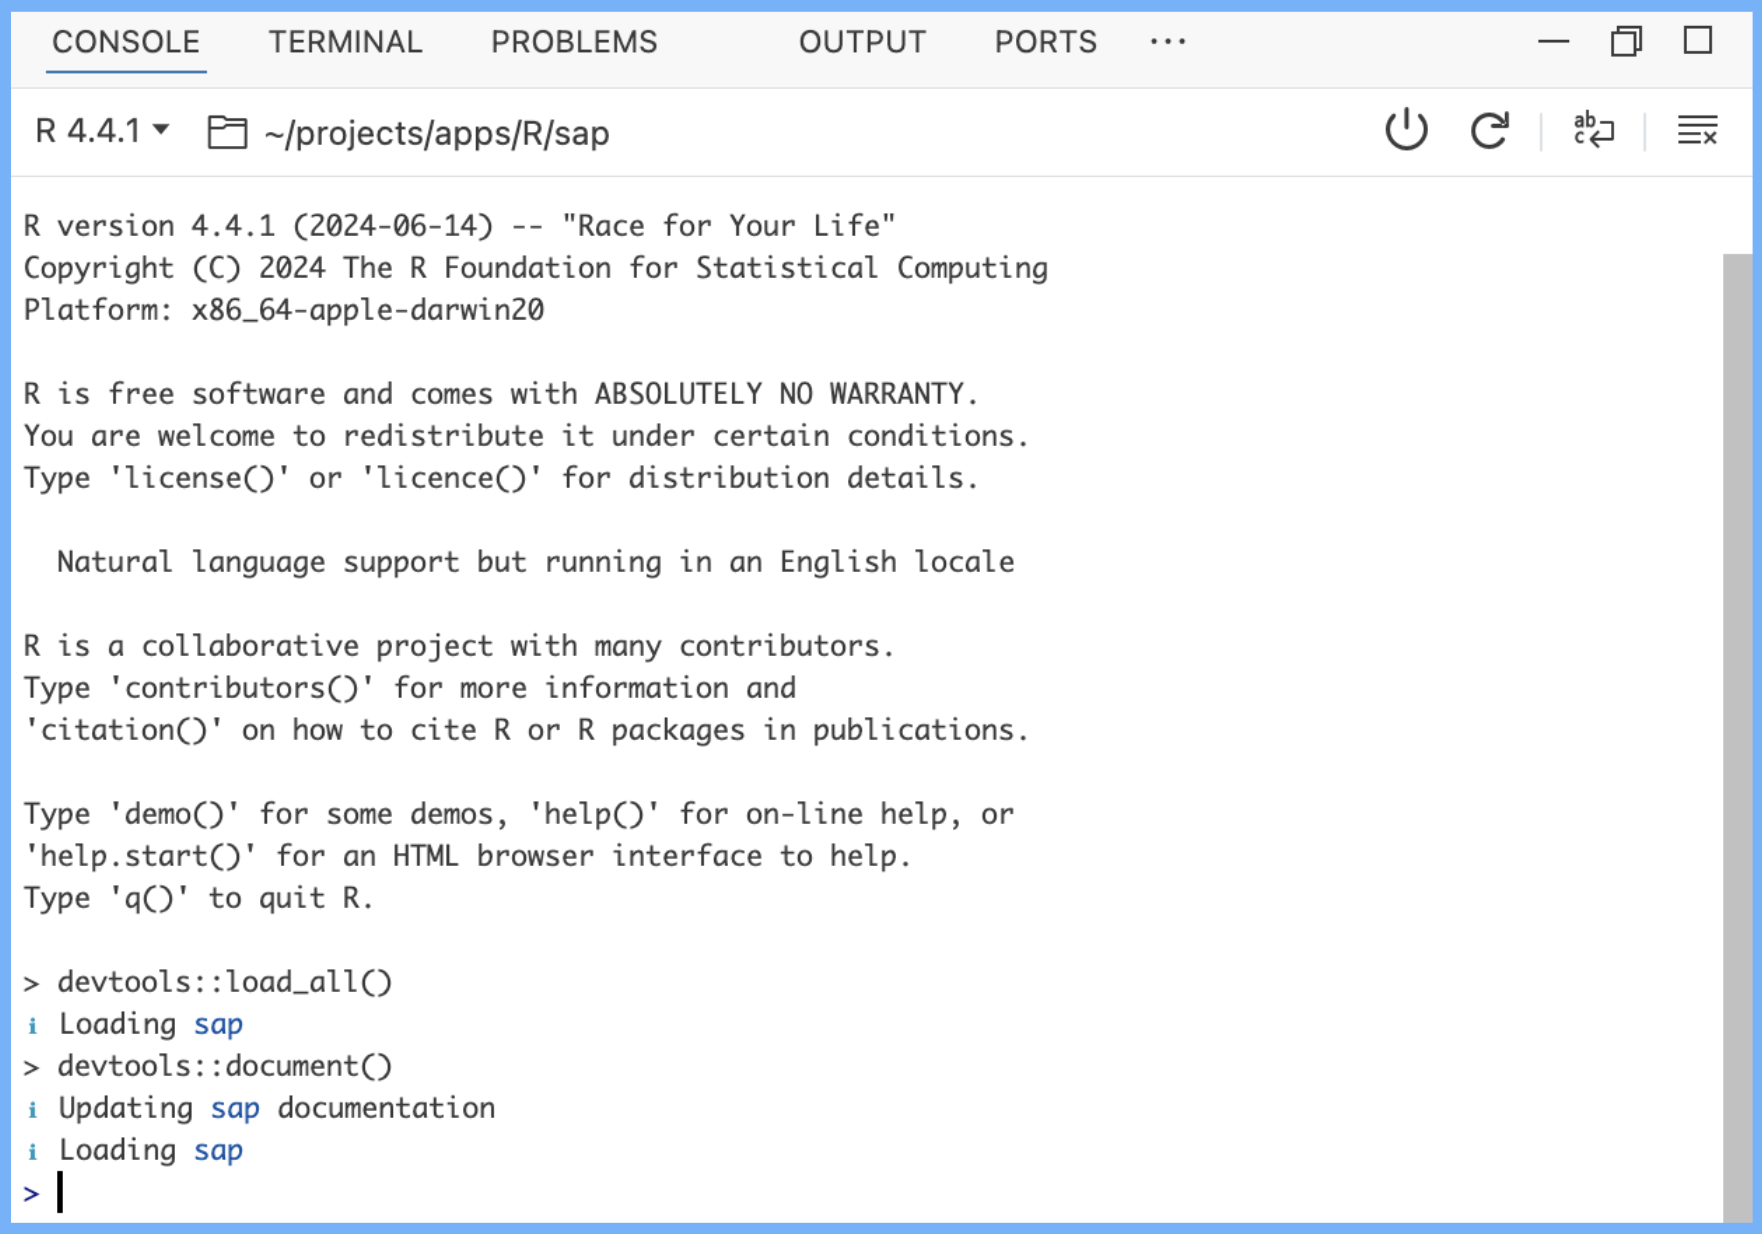 CONSOLE TERMINAL PROBLEMS OUTPUT PORTS ...
R 4.4.1 ~/projects/apps/R/sap
R version 4.4.1 (2024-06-14) -- "Race for Your Life"
Copyright (C) 2024 The R Foundation for Statistical Computing
Platform: x86_64-apple-darwin20
R is free software and comes with ABSOLUTELY NO WARRANTY.
You are welcome to redistribute it under certain conditions.
Type 'license()' or 'licence()' for distribution details.
Natural language support but running in an English locale
R is a collaborative project with many contributors.
Type 'contributors()' for more information and
'citation()' on how to cite R or R packages in publications.
Type 'demo()' for some demos, 'help()' for on-line help, or
'help.start()' for an HTML browser interface to help.
Type 'q()' to quit R.
> devtools::load_all()
ℹ Loading sap
> devtools::document()
ℹ Updating sap documentation
ℹ Loading sap
>